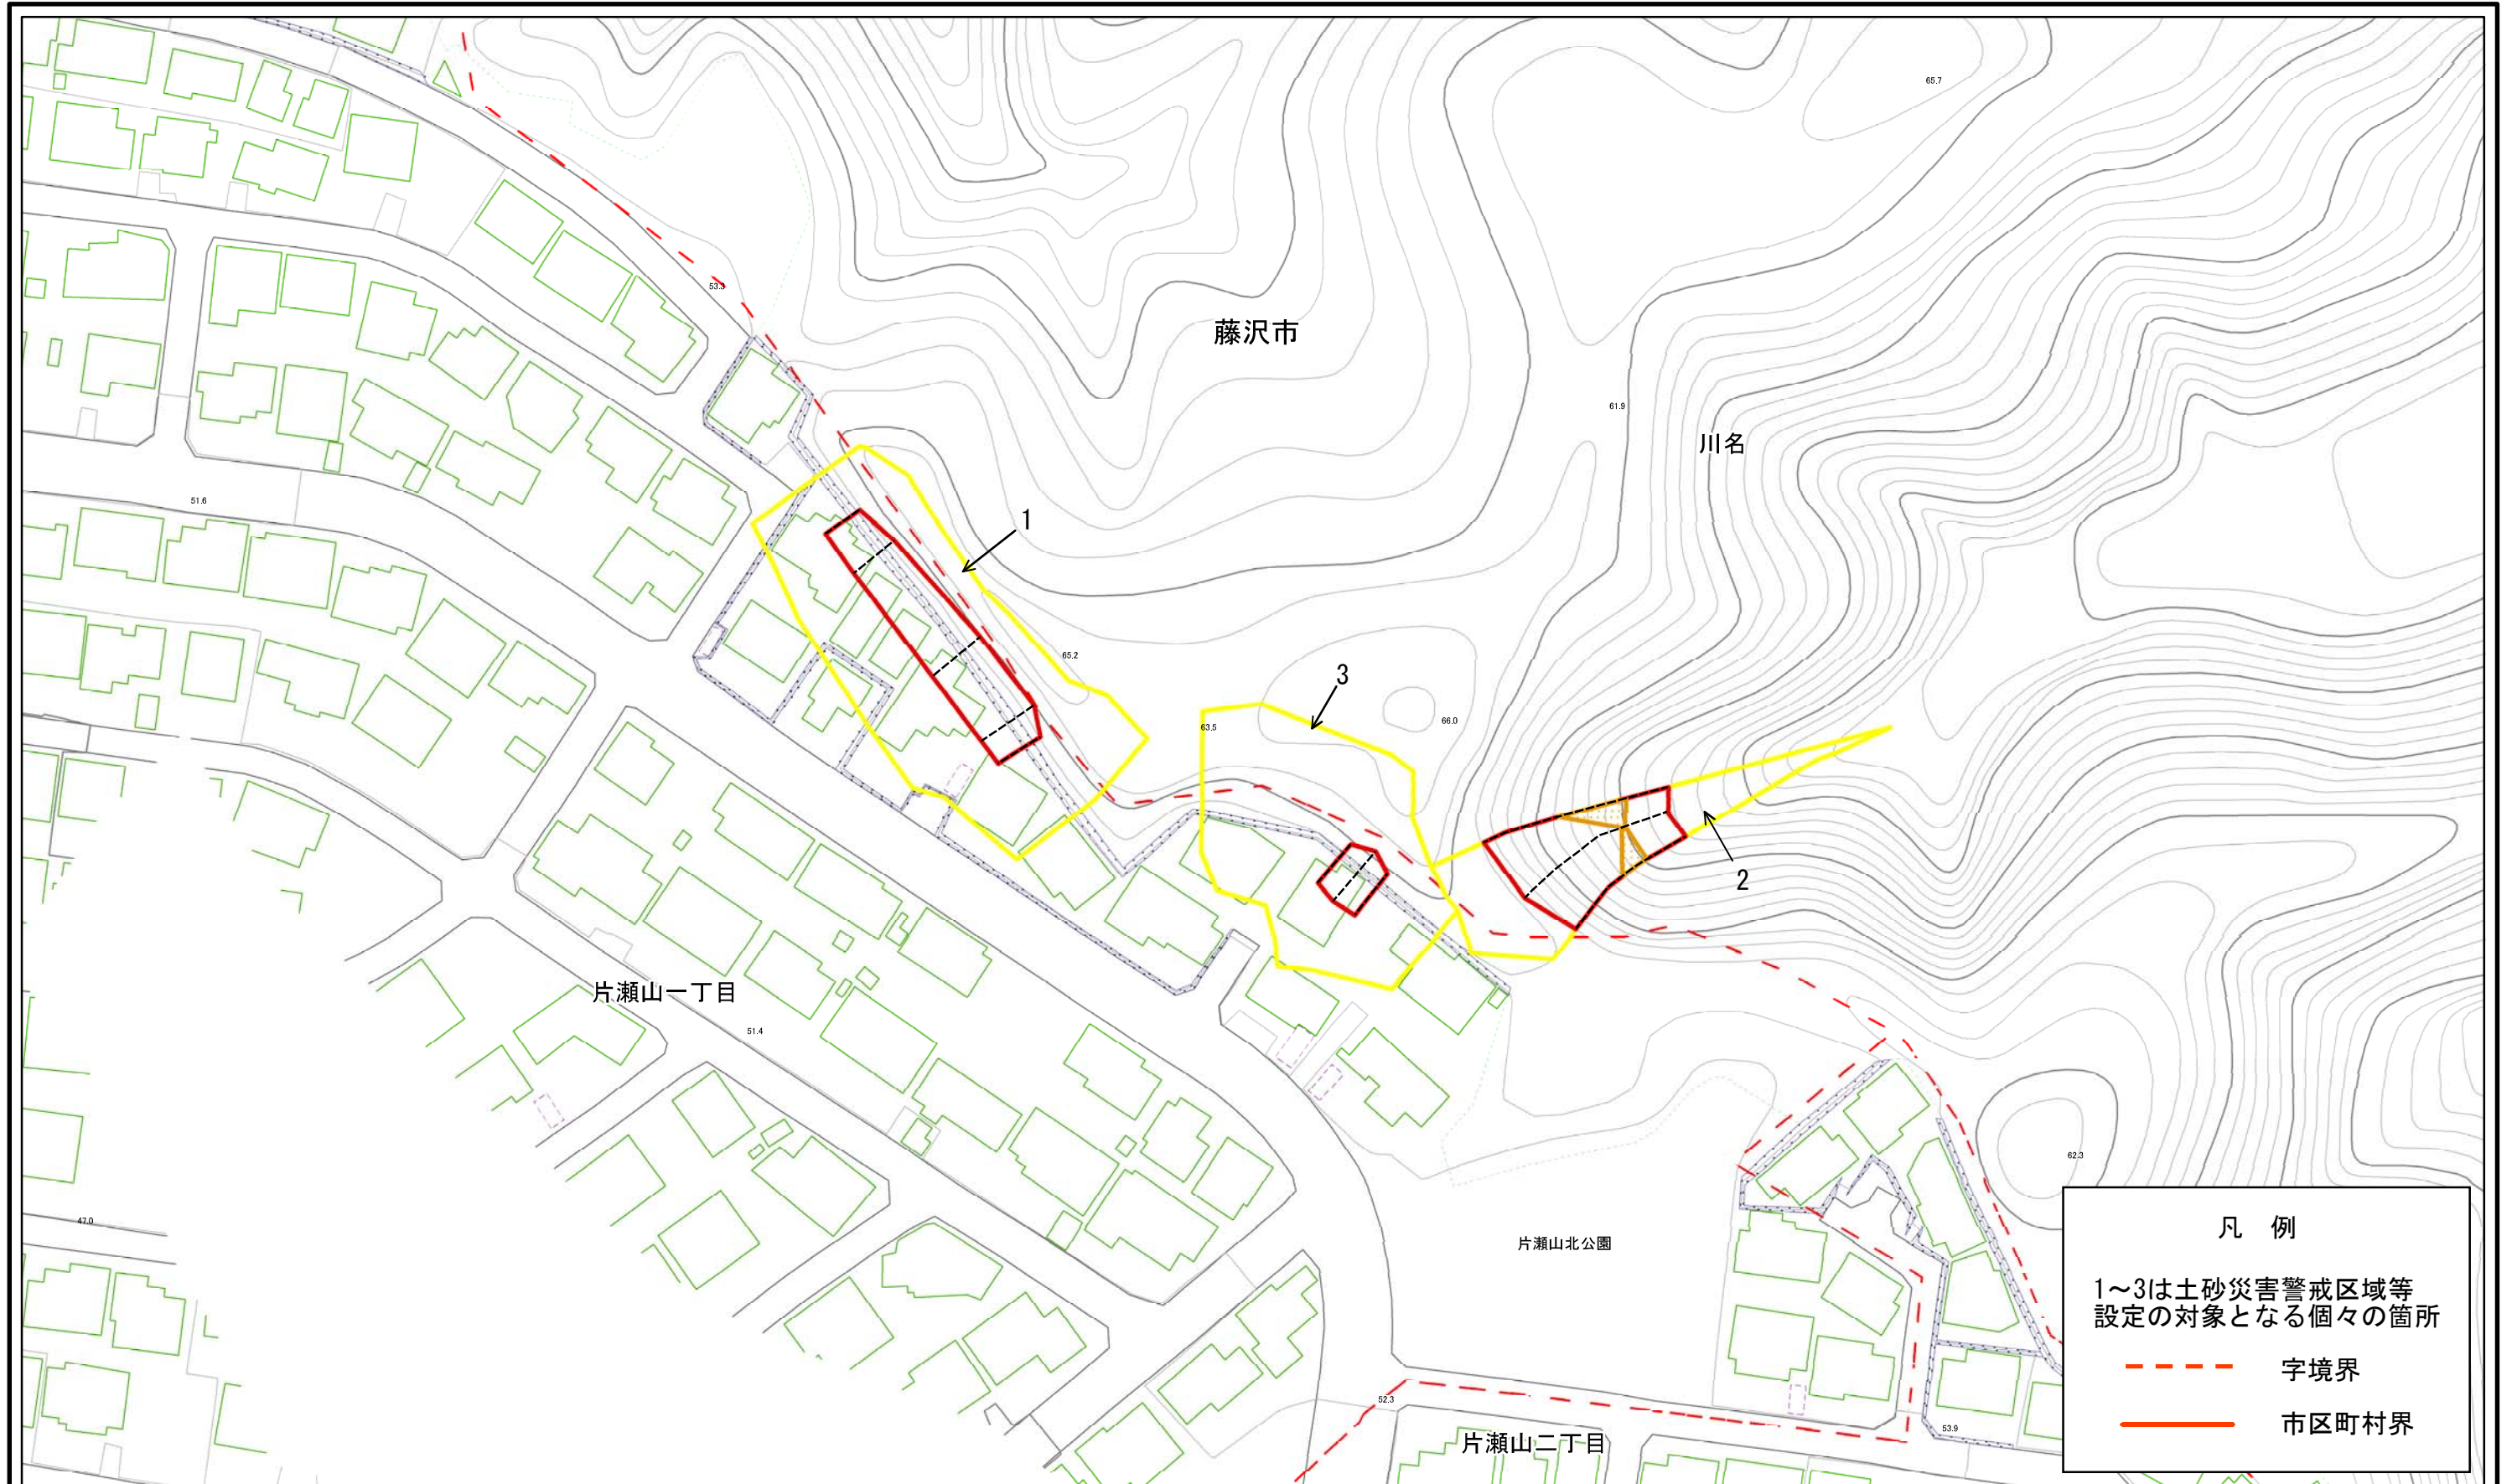 65.7
53.3
藤沢市
61.9
川名
51.6
1
65.2
3
63.5
66.0
2
片瀬山一丁目
51.4
62.3
47.0
片瀬山北公園
52.3
53.9
片瀬山二丁目
凡 例
1~3は土砂災害警戒区域等
設定の対象となる個々の箇所
字境界
市区町村界